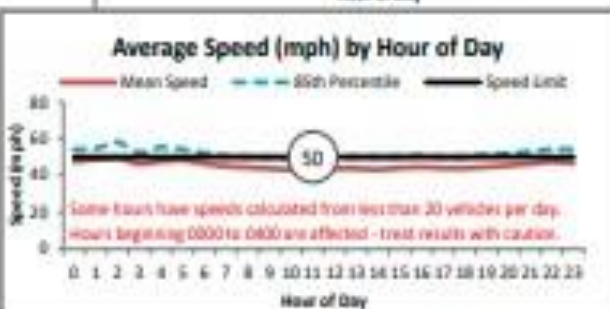 Average Speed (mph) by Hour of Day
Mean Speed 85th Percentile Speed Limit
Speed (mph)
80
60
40
20
0
50
Some hours have speeds calculated from less than 20 vehicles per day.
Hours beginning 0000 to 0400 are affected - treat results with caution.
0 1 2 3 4 5 6 7 8 9 10 11 12 13 14 15 16 17 18 19 20 21 22 23
Hour of Day